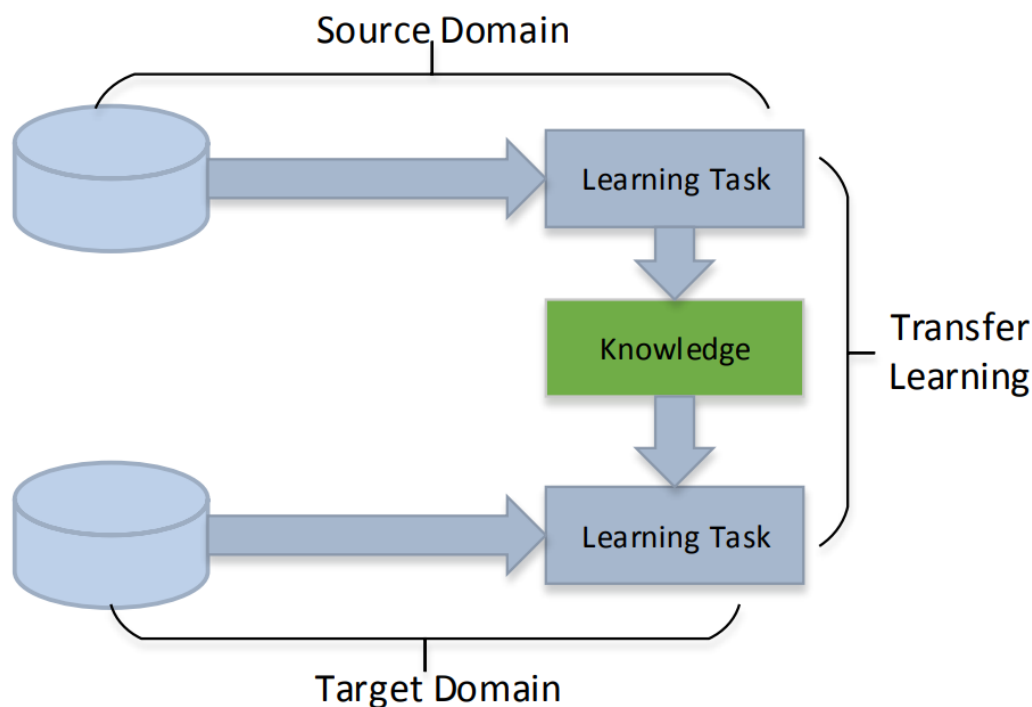 Source Domain
Learning Task
Knowledge
Transfer
Learning
Learning Task
Target Domain